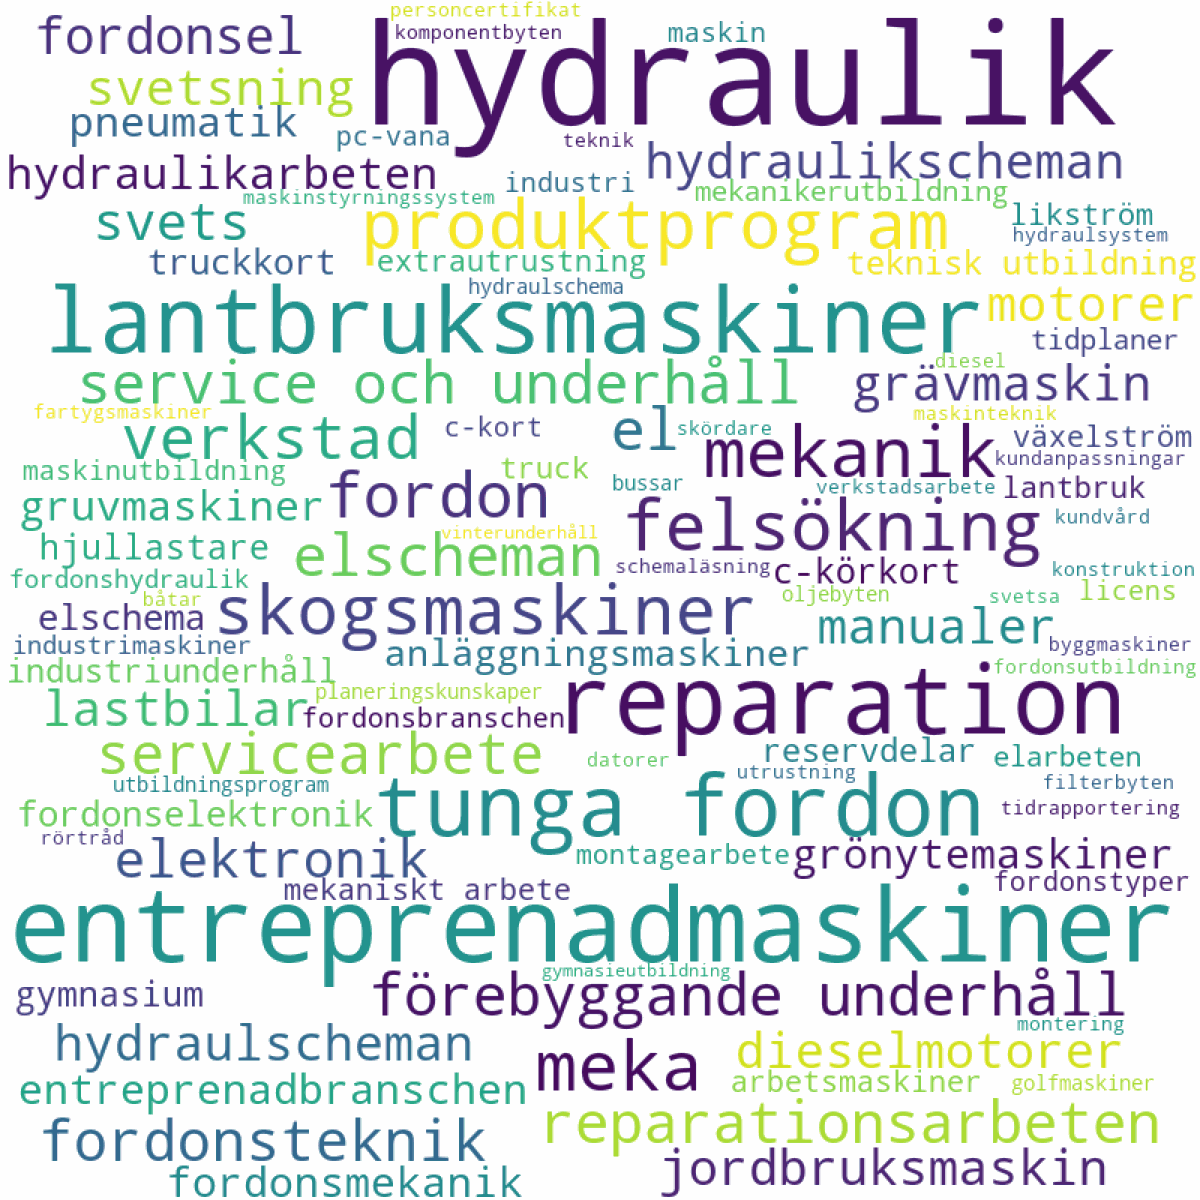 personcertifikat
fordonsel
komponentbyten
maskin
hydraulik
svetsning
pneumatik
pc-vana
teknik
hydraulikarbeten
hydraulikscheman
industri
maskinstyrningssystem
mekanikerutbildning
svets
produktprogram
likström
hydraulsystem
truckkort
extrautrustning
teknisk utbildning
hydraulschema
lantbruksmaskiner
motorer
tidplaner
diesel
service och underhåll
grävmaskin
fartygsmaskiner
maskinteknik
verkstad
c-kort
el
skördare
mekanik
växelström
kundanpassningar
maskinutbildning
truck
bussar
verkstadsarbete
lantbruk
gruvmaskiner
fordon
felsökning
kundvård
vinterunderhåll
hjullastare
elscheman
schemaläsning
c-körkort
konstruktion
fordonshydraulik
båtar
oljebyten
svetsa
licens
elschema
skogsmaskiner
manualer
industrimaskiner
anläggningsmaskiner
byggmaskiner
industriunderhåll
fordonsutbildning
planeringskunskaper
lastbilar
fordonsbranschen
reparation
servicearbete
datorer
reservdelar
elarbeten
utbildningsprogram
utrustning
filterbyten
fordonselektronik
tunga fordon
tidrapportering
rörtråd
elektronik
montagearbete
grönytemaskiner
mekaniskt arbete
fordonstyper
entreprenadmaskiner
gymnasieutbildning
gymnasium
förebyggande underhåll
montering
hydraulscheman
dieselmotorer
meka
entreprenadbranschen
arbetsmaskiner
golfmaskiner
reparationsarbeten
fordonsteknik
jordbruksmaskin
fordonsmekanik